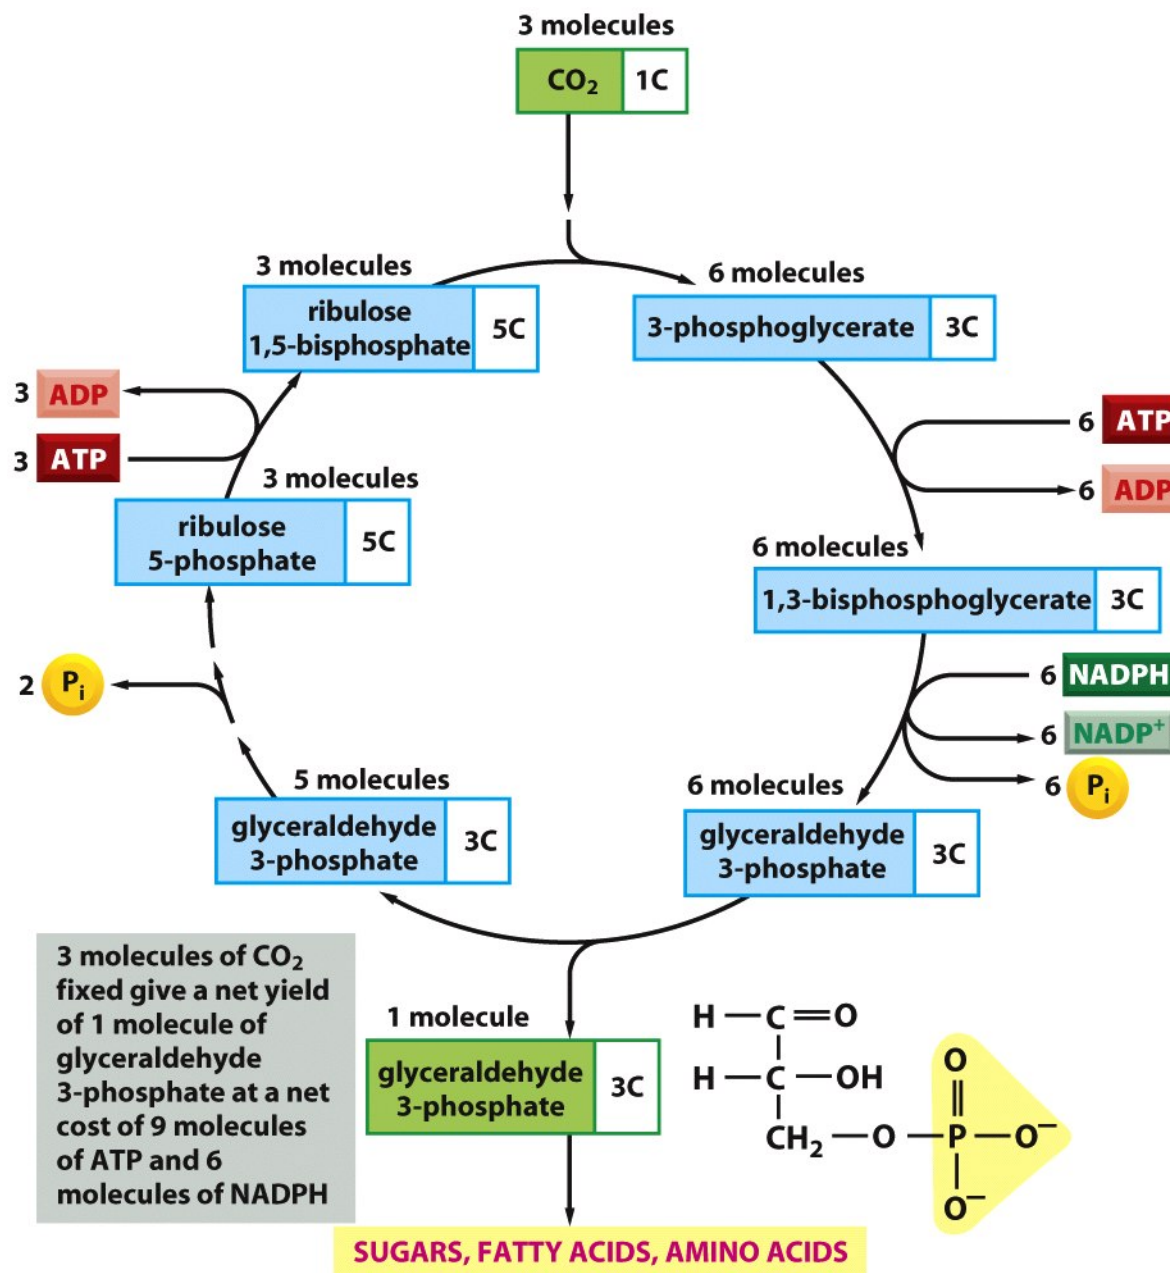 3 molecules
CO₂ 1C
3 molecules
ribulose
1,5-bisphosphate
5C
6 molecules
3-phosphoglycerate 3C
3 ADP
3 ATP
6 ATP
6 ADP
3 molecules
ribulose
5-phosphate
5C
6 molecules
1,3-bisphosphoglycerate 3C
2 Pᵢ
6 NADPH
6 NADP⁺
6 Pᵢ
5 molecules
glyceraldehyde
3-phosphate
3C
6 molecules
glyceraldehyde
3-phosphate
3C
3 molecules of CO₂
fixed give a net yield
of 1 molecule of
glyceraldehyde
3-phosphate at a net
cost of 9 molecules
of ATP and 6
molecules of NADPH
1 molecule
glyceraldehyde
3-phosphate
3C
H — C = O
H — C — OH
CH₂ — O — P — O⁻
O
O⁻
SUGARS, FATTY ACIDS, AMINO ACIDS